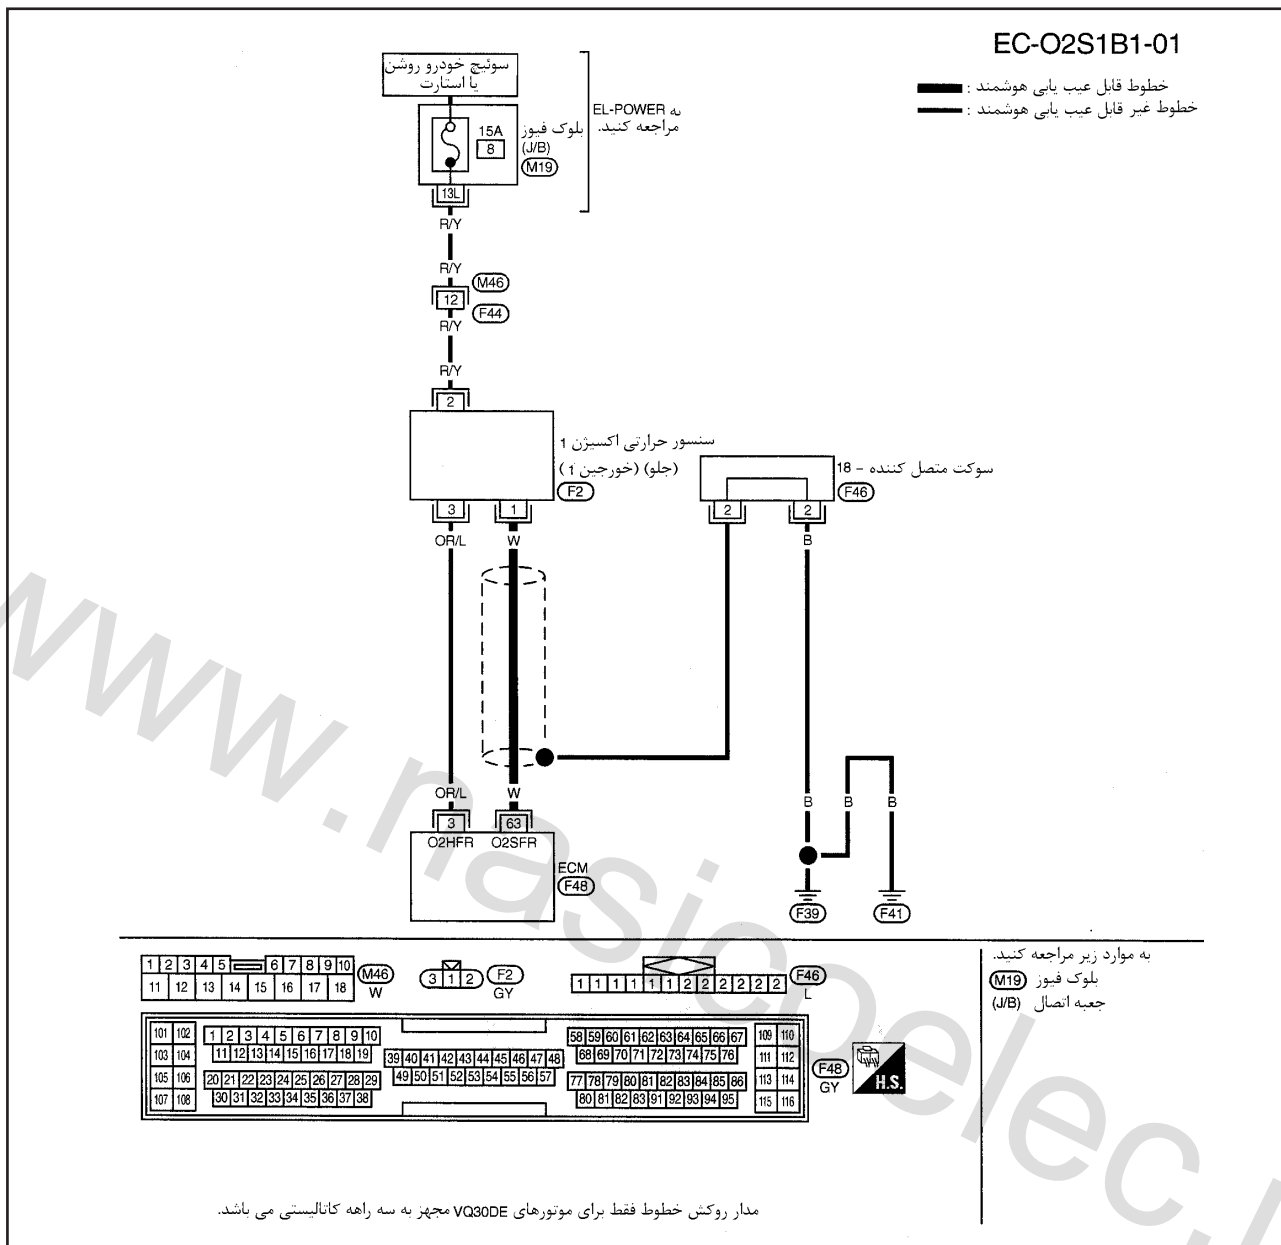 EC-O2S1B1-01
خطوط قابل عیب یابی هوشمند :
خطوط غیر قابل عیب یابی هوشمند :
سوئیچ خودرو روشن
یا استارت
به EL-POWER
مراجعه کنید.
15A
8
بلوک فیوز
(J/B)
M19
13L
R/Y
R/Y
M46
12
F44
R/Y
R/Y
2
سنسور حرارتی اکسیژن 1
(جلو) (خورجین 1)
F2
سوکت متصل کننده - 18
F46
3
1
2
2
OR/L
W
B
OR/L
W
B
B
B
3
63
O2HFR
O2SFR
ECM
F48
F39
F41
1 2 3 4 5 6 7 8 9 10
11 12 13 14 15 16 17 18
M46
W
3 1 2
F2
GY
1 1 1 1 1 1 2 2 2 2 2 2
F46
L
به موارد زیر مراجعه کنید.
بلوک فیوز M19
جعبه اتصال (J/B)
101 102
103 104
105 106
107 108
1 2 3 4 5 6 7 8 9 10
11 12 13 14 15 16 17 18 19
20 21 22 23 24 25 26 27 28 29
30 31 32 33 34 35 36 37 38
39 40 41 42 43 44 45 46 47 48
49 50 51 52 53 54 55 56 57
58 59 60 61 62 63 64 65 66 67
68 69 70 71 72 73 74 75 76
77 78 79 80 81 82 83 84 85 86
80 81 82 83 91 92 93 94 95
109 110
111 112
113 114
115 116
F48
GY
H.S.
مدار روکش خطوط فقط برای موتورهای VQ30DE مجهز به سه راهه کاتالیستی می باشد.
www.nasicoelec.